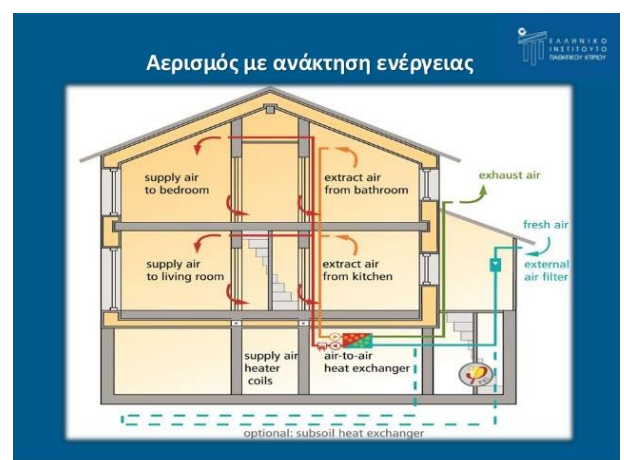 ΕΛΛΗΝΙΚΟ
ΙΝΣΤΙΤΟΥΤΟ
ΠΑΘΗΤΙΚΟΥ ΚΤΙΡΙΟΥ
Αερισμός με ανάκτηση ενέργειας
supply air
to bedroom
extract air
from bathroom
exhaust air
fresh air
supply air
to living room
extract air
from kitchen
external
air filter
supply air
heater
coils
air-to-air
heat exchanger
optional: subsoil heat exchanger